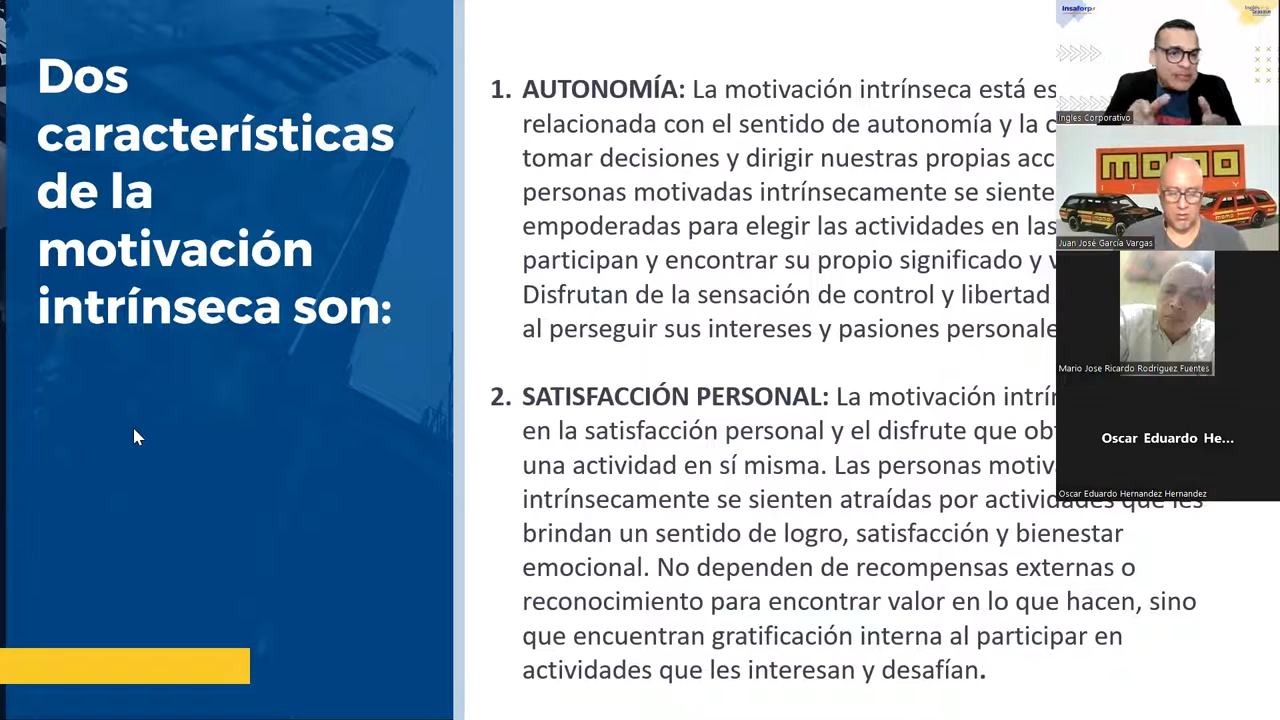 Dos
características
de la
motivación
intrínseca son:
1. AUTONOMÍA: La motivación intrínseca está es
relacionada con el sentido de autonomía y la c
tomar decisiones y dirigir nuestras propias acc
personas motivadas intrínsecamente se siente
empoderadas para elegir las actividades en las
participan y encontrar su propio significado y v
Disfrutan de la sensación de control y libertad
al perseguir sus intereses y pasiones personale
2. SATISFACCIÓN PERSONAL: La motivación intrín
en la satisfacción personal y el disfrute que obt
una actividad en sí misma. Las personas motiva
intrínsecamente se sienten atraídas por actividades que les
brindan un sentido de logro, satisfacción y bienestar
emocional. No dependen de recompensas externas o
reconocimiento para encontrar valor en lo que hacen, sino
que encuentran gratificación interna al participar en
actividades que les interesan y desafían.
insaforp
Ingles Corporativo
momo
momo
Juan José García Vargas
Mario Jose Ricardo Rodriguez Fuentes
Oscar Eduardo He...
Oscar Eduardo Hernandez Hernandez